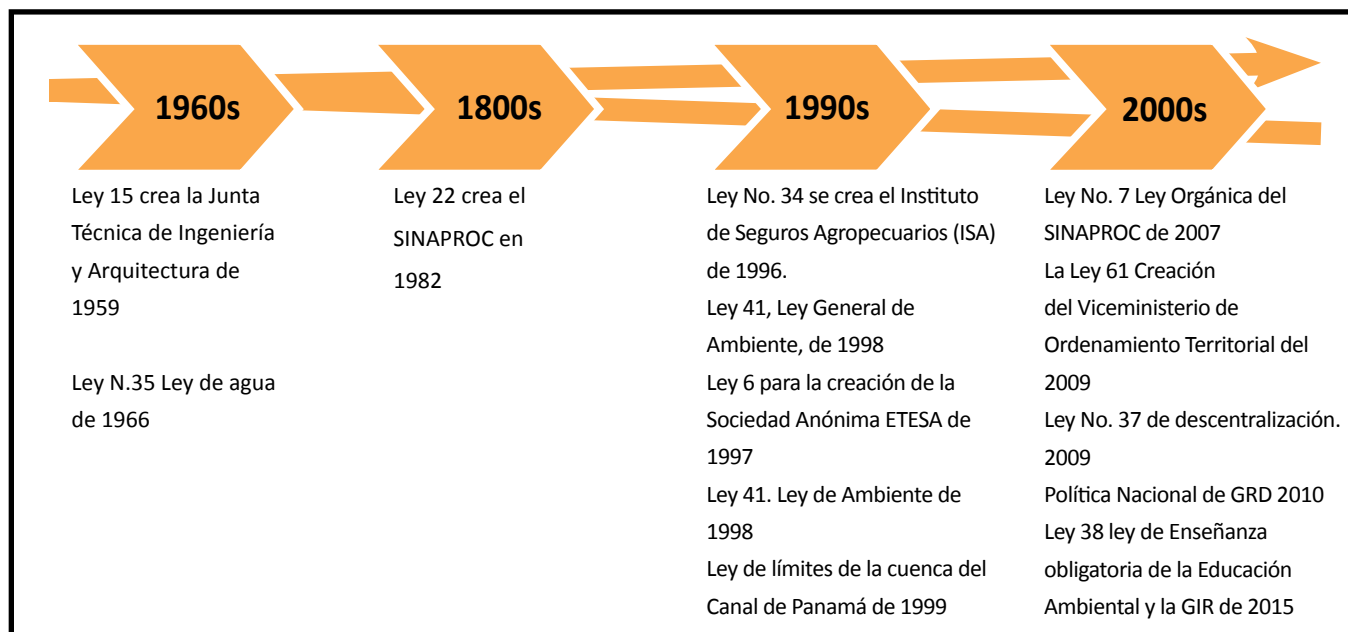 1960s
Ley 15 crea la Junta
Técnica de Ingeniería
y Arquitectura de
1959
Ley N.35 Ley de agua
de 1966
1800s
Ley 22 crea el
SINAPROC en
1982
1990s
Ley No. 34 se crea el Instituto
de Seguros Agropecuarios (ISA)
de 1996.
Ley 41, Ley General de
Ambiente, de 1998
Ley 6 para la creación de la
Sociedad Anónima ETESA de
1997
Ley 41. Ley de Ambiente de
1998
Ley de límites de la cuenca del
Canal de Panamá de 1999
2000s
Ley No. 7 Ley Orgánica del
SINAPROC de 2007
La Ley 61 Creación
del Viceministerio de
Ordenamiento Territorial del
2009
Ley No. 37 de descentralización.
2009
Política Nacional de GRD 2010
Ley 38 ley de Enseñanza
obligatoria de la Educación
Ambiental y la GIR de 2015